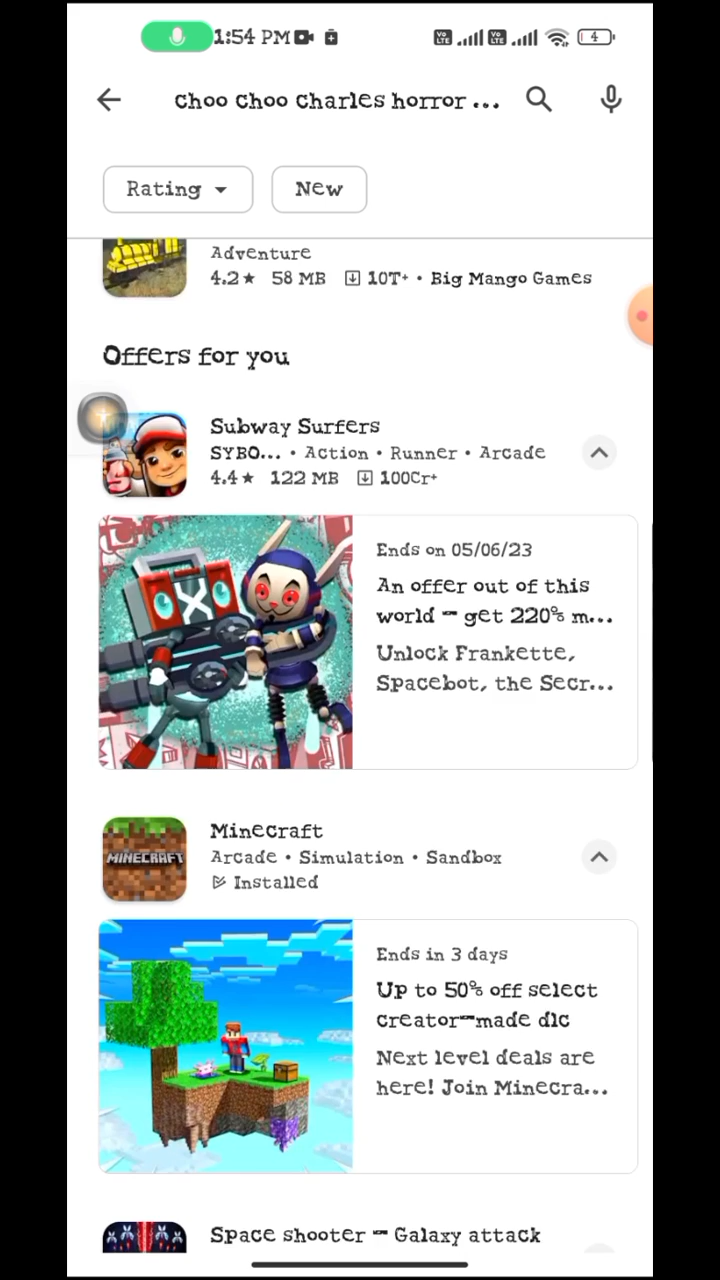 1:54 PM
Vo LTE Vo LTE 4
choo choo charles horror ...
Rating New
Adventure
4.2★ 58 MB 10T+ • Big Mango Games
Offers for you
Subway Surfers
SYBO... • Action • Runner • Arcade
4.4★ 122 MB 100Cr+
Ends on 05/06/23
An offer out of this
world - get 220% m...
Unlock Frankette,
Spacebot, the Secr...
MINECRAFT
Minecraft
Arcade • Simulation • Sandbox
Installed
Ends in 3 days
Up to 50% off select
creator-made dlc
Next level deals are
here! Join Minecra...
Space shooter - Galaxy attack